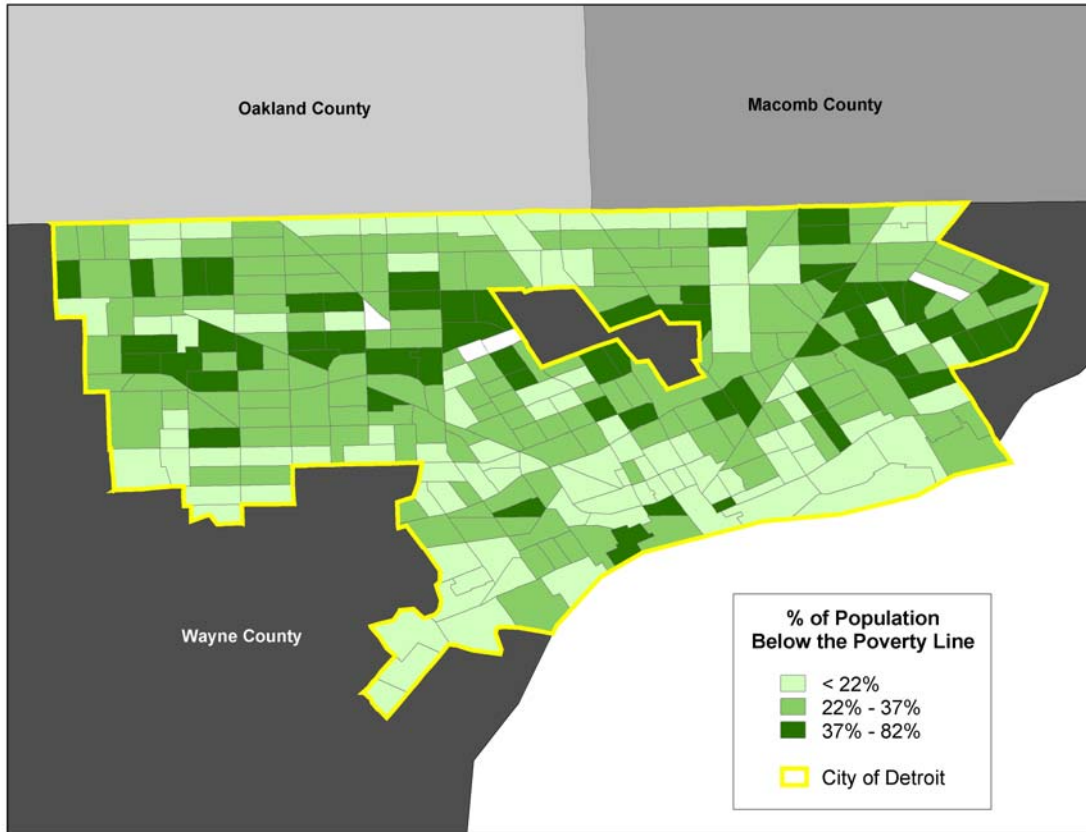 Oakland County
Macomb County
Wayne County
% of Population
Below the Poverty Line
< 22%
22% - 37%
37% - 82%
City of Detroit